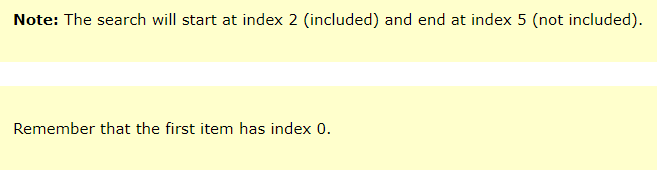 Note: The search will start at index 2 (included) and end at index 5 (not included).
Remember that the first item has index 0.